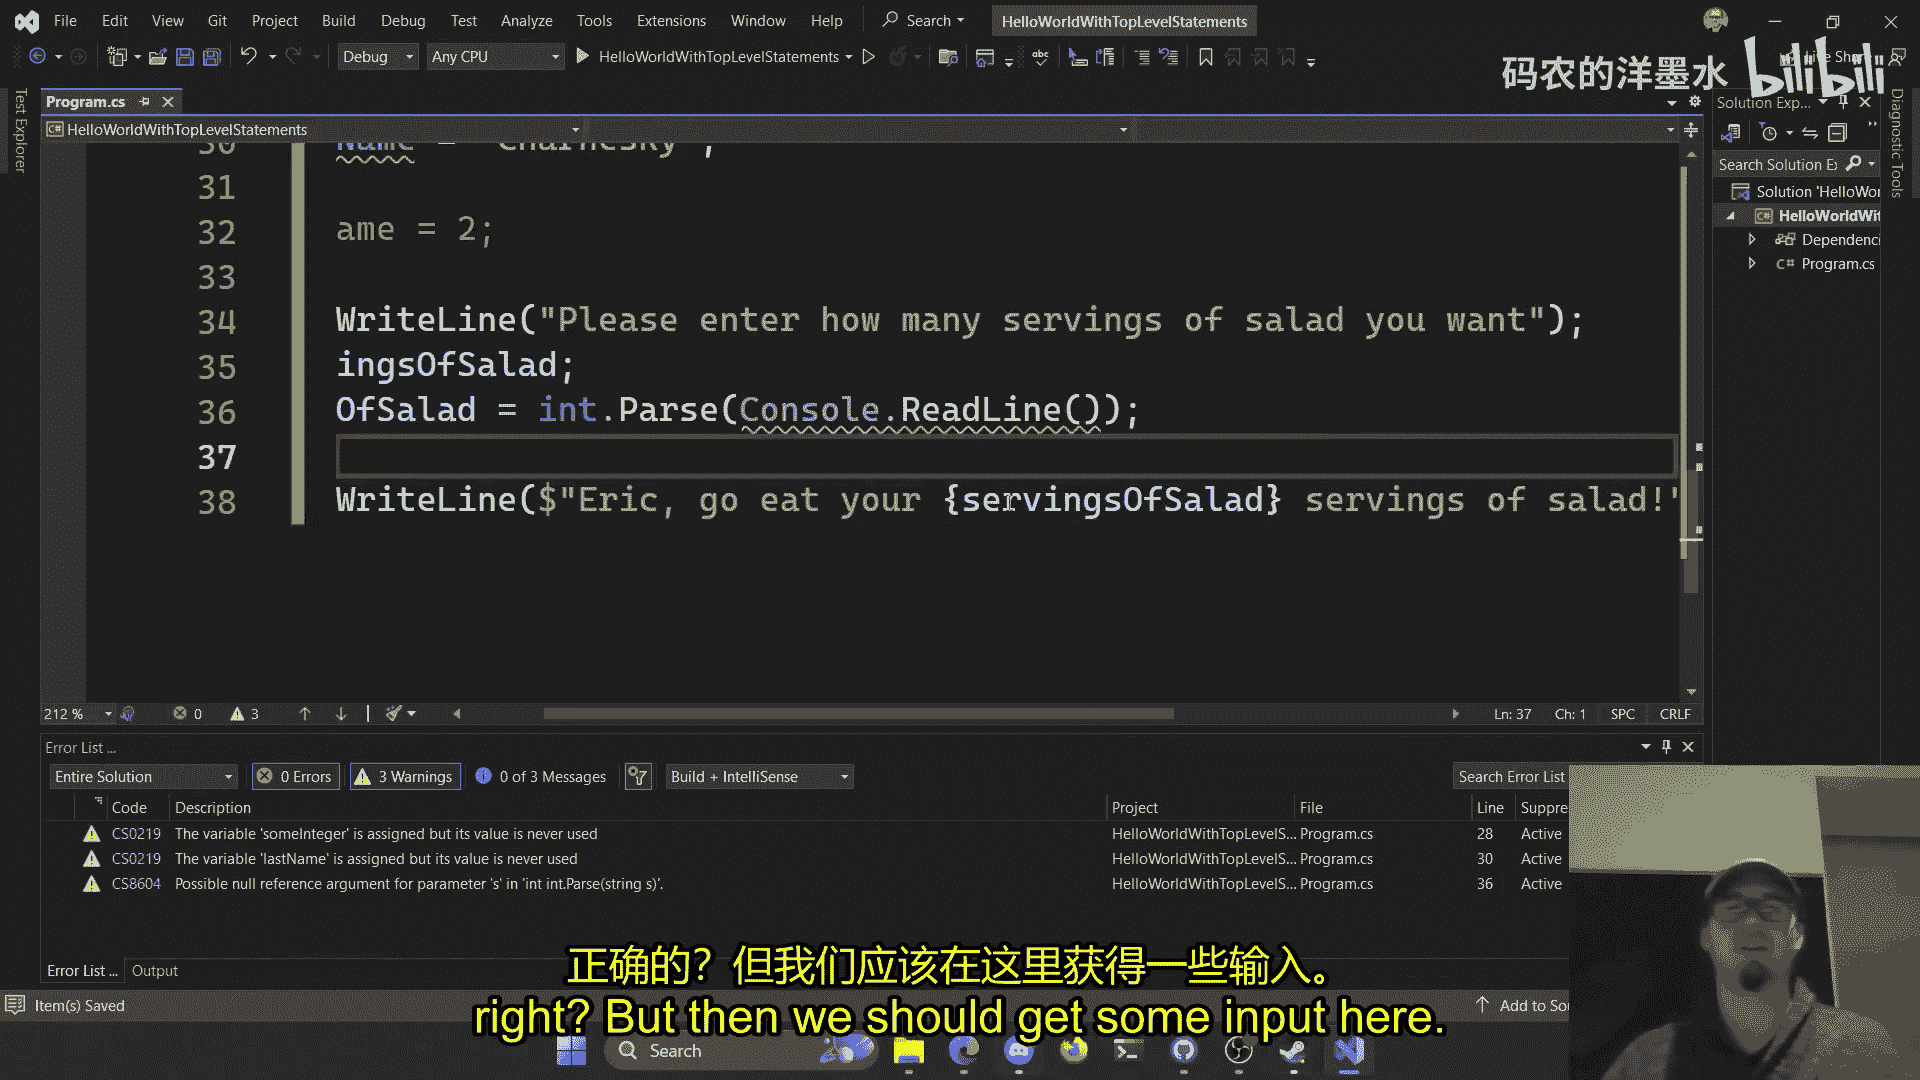 File Edit View Git Project Build Debug Test Analyze Tools Extensions Window Help Search HelloWorldWithTopLevelStatements
Debug Any CPU HelloWorldWithTopLevelStatements Live Share
码农的洋墨水 bilibili
Test Explorer
Program.cs
HelloWorldWithTopLevelStatements
Solution Exp...
Search Solution E
Solution 'HelloWor
HelloWorldWit
Dependenci
C# Program.cs
Diagnostic Tools
30 Name = "Charnesky";
31
32 ame = 2;
33
34 WriteLine("Please enter how many servings of salad you want");
35 ingsOfSalad;
36 OfSalad = int.Parse(Console.ReadLine());
37
38 WriteLine($"Eric, go eat your {servingsOfSalad} servings of salad!"
212 % 0 3 Ln: 37 Ch: 1 SPC CRLF
Error List ...
Entire Solution 0 Errors 3 Warnings 0 of 3 Messages Build + IntelliSense Search Error List
Code Description Project File Line Suppre
CS0219 The variable 'someInteger' is assigned but its value is never used HelloWorldWithTopLevelS... Program.cs 28 Active
CS0219 The variable 'lastName' is assigned but its value is never used HelloWorldWithTopLevelS... Program.cs 30 Active
CS8604 Possible null reference argument for parameter 's' in 'int int.Parse(string s)'. HelloWorldWithTopLevelS... Program.cs 36 Active
正确的？但我们应该在这里获得一些输入。
Error List ... Output
Item(s) Saved Add to Sou
right? But then we should get some input here.
Search